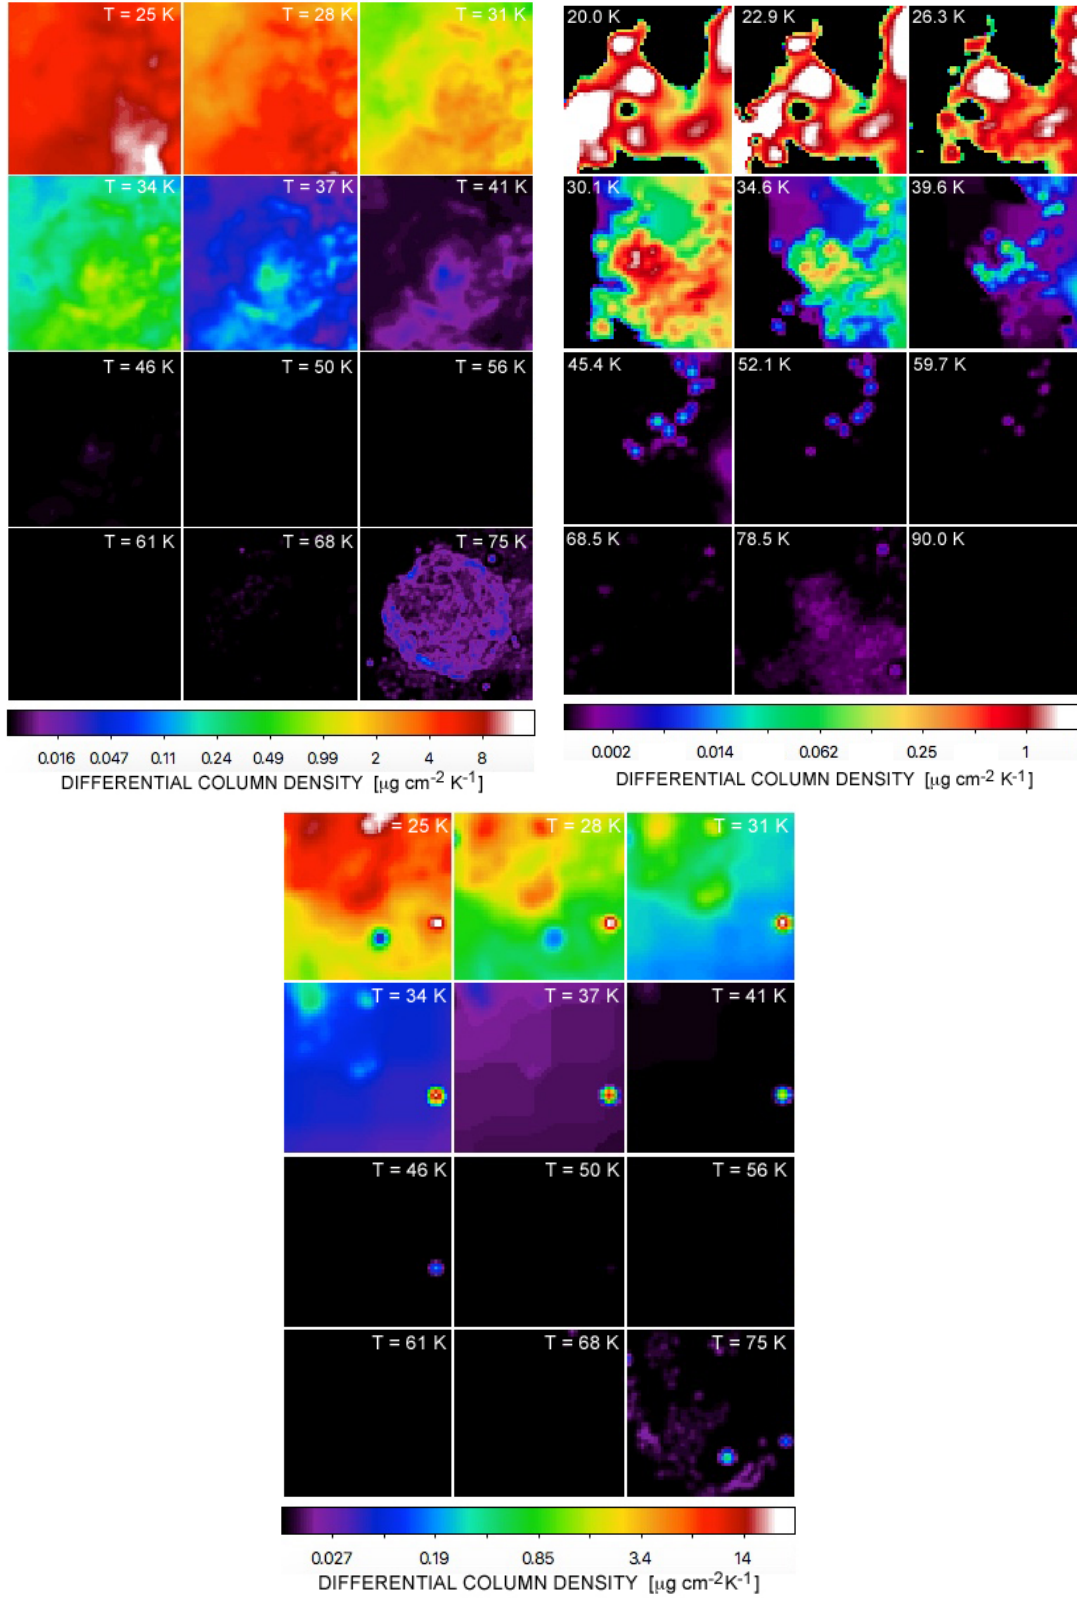 T = 25 K T = 28 K T = 31 K
T = 34 K T = 37 K T = 41 K
T = 46 K T = 50 K T = 56 K
T = 61 K T = 68 K T = 75 K
0.016 0.047 0.11 0.24 0.49 0.99 2 4 8
DIFFERENTIAL COLUMN DENSITY [μg cm⁻² K⁻¹]
20.0 K 22.9 K 26.3 K
30.1 K 34.6 K 39.6 K
45.4 K 52.1 K 59.7 K
68.5 K 78.5 K 90.0 K
0.002 0.014 0.062 0.25 1
DIFFERENTIAL COLUMN DENSITY [μg cm⁻² K⁻¹]
T = 25 K T = 28 K T = 31 K
T = 34 K T = 37 K T = 41 K
T = 46 K T = 50 K T = 56 K
T = 61 K T = 68 K T = 75 K
0.027 0.19 0.85 3.4 14
DIFFERENTIAL COLUMN DENSITY [μg cm⁻² K⁻¹]